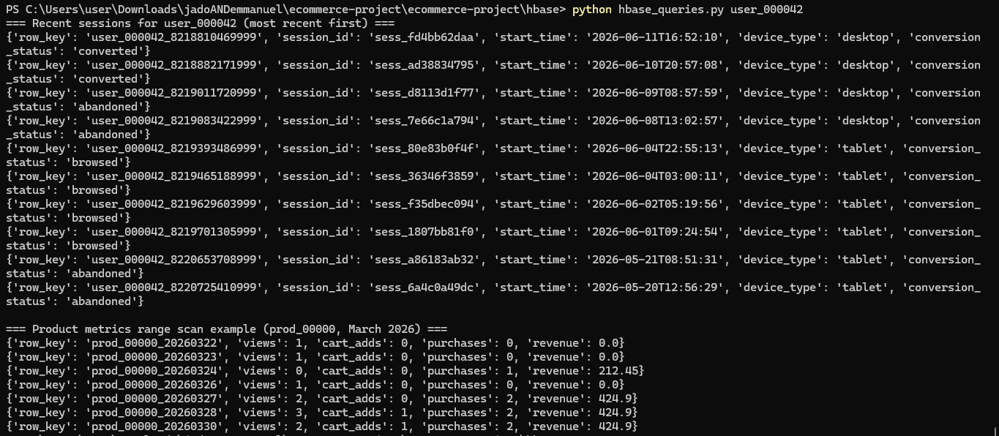 PS C:\Users\user\Downloads\jadoANDemmanuel\ecommerce-project\ecommerce-project\hbase> python hbase_queries.py user_000042
=== Recent sessions for user_000042 (most recent first) ===
{'row_key': 'user_000042_8218810469999', 'session_id': 'sess_fd4bb62daa', 'start_time': '2026-06-11T16:52:10', 'device_type': 'desktop', 'conversion
_status': 'converted'}
{'row_key': 'user_000042_8218882171999', 'session_id': 'sess_ad38834795', 'start_time': '2026-06-10T20:57:08', 'device_type': 'desktop', 'conversion
_status': 'converted'}
{'row_key': 'user_000042_8219011720999', 'session_id': 'sess_d8113d1f77', 'start_time': '2026-06-09T08:57:59', 'device_type': 'desktop', 'conversion
_status': 'abandoned'}
{'row_key': 'user_000042_8219083422999', 'session_id': 'sess_7e66c1a794', 'start_time': '2026-06-08T13:02:57', 'device_type': 'desktop', 'conversion
_status': 'abandoned'}
{'row_key': 'user_000042_8219393486999', 'session_id': 'sess_80e83b0f4f', 'start_time': '2026-06-04T22:55:13', 'device_type': 'tablet', 'conversion_
status': 'browsed'}
{'row_key': 'user_000042_8219465188999', 'session_id': 'sess_36346f3859', 'start_time': '2026-06-04T03:00:11', 'device_type': 'tablet', 'conversion_
status': 'browsed'}
{'row_key': 'user_000042_8219629603999', 'session_id': 'sess_f35dbec094', 'start_time': '2026-06-02T05:19:56', 'device_type': 'tablet', 'conversion_
status': 'browsed'}
{'row_key': 'user_000042_8219701305999', 'session_id': 'sess_1807bb81f0', 'start_time': '2026-06-01T09:24:54', 'device_type': 'tablet', 'conversion_
status': 'browsed'}
{'row_key': 'user_000042_8220653708999', 'session_id': 'sess_a86183ab32', 'start_time': '2026-05-21T08:51:31', 'device_type': 'tablet', 'conversion_
status': 'abandoned'}
{'row_key': 'user_000042_8220725410999', 'session_id': 'sess_6a4c0a49dc', 'start_time': '2026-05-20T12:56:29', 'device_type': 'tablet', 'conversion_
status': 'abandoned'}
=== Product metrics range scan example (prod_00000, March 2026) ===
{'row_key': 'prod_00000_20260322', 'views': 1, 'cart_adds': 0, 'purchases': 0, 'revenue': 0.0}
{'row_key': 'prod_00000_20260323', 'views': 1, 'cart_adds': 0, 'purchases': 0, 'revenue': 0.0}
{'row_key': 'prod_00000_20260324', 'views': 0, 'cart_adds': 0, 'purchases': 1, 'revenue': 212.45}
{'row_key': 'prod_00000_20260326', 'views': 1, 'cart_adds': 0, 'purchases': 0, 'revenue': 0.0}
{'row_key': 'prod_00000_20260327', 'views': 2, 'cart_adds': 0, 'purchases': 2, 'revenue': 424.9}
{'row_key': 'prod_00000_20260328', 'views': 3, 'cart_adds': 1, 'purchases': 2, 'revenue': 424.9}
{'row_key': 'prod_00000_20260330', 'views': 2, 'cart_adds': 1, 'purchases': 2, 'revenue': 424.9}